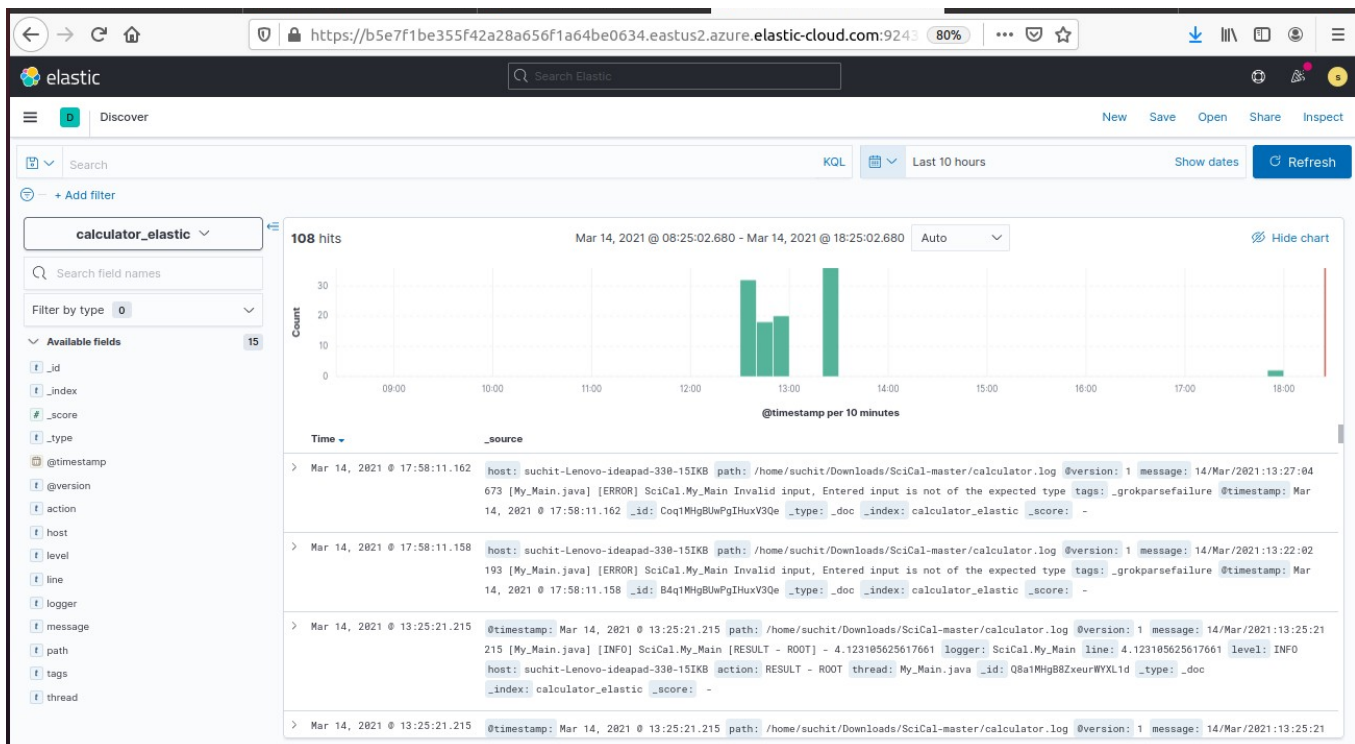 https://b5e7f1be355f42a28a656f1a64be0634.eastus2.azure.elastic-cloud.com:9243 80%
elastic
Search Elastic
s
D Discover New Save Open Share Inspect
Search KQL Last 10 hours Show dates Refresh
+ Add filter
calculator_elastic
Search field names
Filter by type 0
Available fields 15
t _id
t _index
# _score
t _type
@timestamp
t @version
t action
t host
t level
t line
t logger
t message
t path
t tags
t thread
108 hits Mar 14, 2021 @ 08:25:02.680 - Mar 14, 2021 @ 18:25:02.680 Auto Hide chart
Count
30
20
10
0
09:00 10:00 11:00 12:00 13:00 14:00 15:00 16:00 17:00 18:00
@timestamp per 10 minutes
Time _source
Mar 14, 2021 @ 17:58:11.162 host: suchit-Lenovo-ideapad-330-15IKB path: /home/suchit/Downloads/SciCal-master/calculator.log @version: 1 message: 14/Mar/2021:13:27:04
673 [My_Main.java] [ERROR] SciCal.My_Main Invalid input, Entered input is not of the expected type tags: _grokparsefailure @timestamp: Mar
14, 2021 @ 17:58:11.162 _id: Coq1MHgBUwPgIHuxV3Qe _type: _doc _index: calculator_elastic _score: -
Mar 14, 2021 @ 17:58:11.158 host: suchit-Lenovo-ideapad-330-15IKB path: /home/suchit/Downloads/SciCal-master/calculator.log @version: 1 message: 14/Mar/2021:13:22:02
193 [My_Main.java] [ERROR] SciCal.My_Main Invalid input, Entered input is not of the expected type tags: _grokparsefailure @timestamp: Mar
14, 2021 @ 17:58:11.158 _id: B4q1MHgBUwPgIHuxV3Qe _type: _doc _index: calculator_elastic _score: -
Mar 14, 2021 @ 13:25:21.215 @timestamp: Mar 14, 2021 @ 13:25:21.215 path: /home/suchit/Downloads/SciCal-master/calculator.log @version: 1 message: 14/Mar/2021:13:25:21
215 [My_Main.java] [INFO] SciCal.My_Main [RESULT - ROOT] - 4.123105625617661 logger: SciCal.My_Main line: 4.123105625617661 level: INFO
host: suchit-Lenovo-ideapad-330-15IKB action: RESULT - ROOT thread: My_Main.java _id: Q8a1MHgB8ZxeurWYXL1d _type: _doc
_index: calculator_elastic _score: -
Mar 14, 2021 @ 13:25:21.215 @timestamp: Mar 14, 2021 @ 13:25:21.215 path: /home/suchit/Downloads/SciCal-master/calculator.log @version: 1 message: 14/Mar/2021:13:25:21